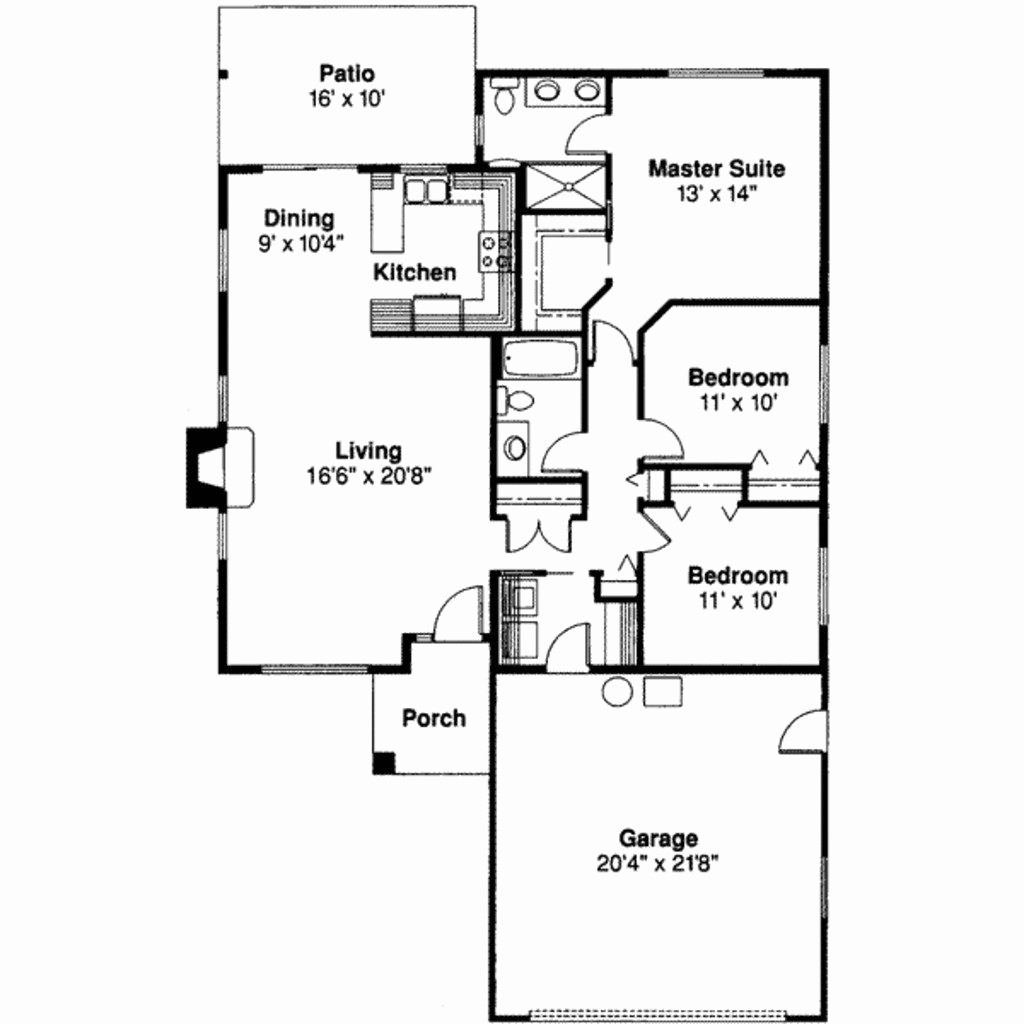 Patio
16' x 10'
Master Suite
13' x 14"
Dining
9' x 10'4"
Kitchen
Bedroom
11' x 10'
Living
16'6" x 20'8"
Bedroom
11' x 10'
Porch
Garage
20'4" x 21'8"